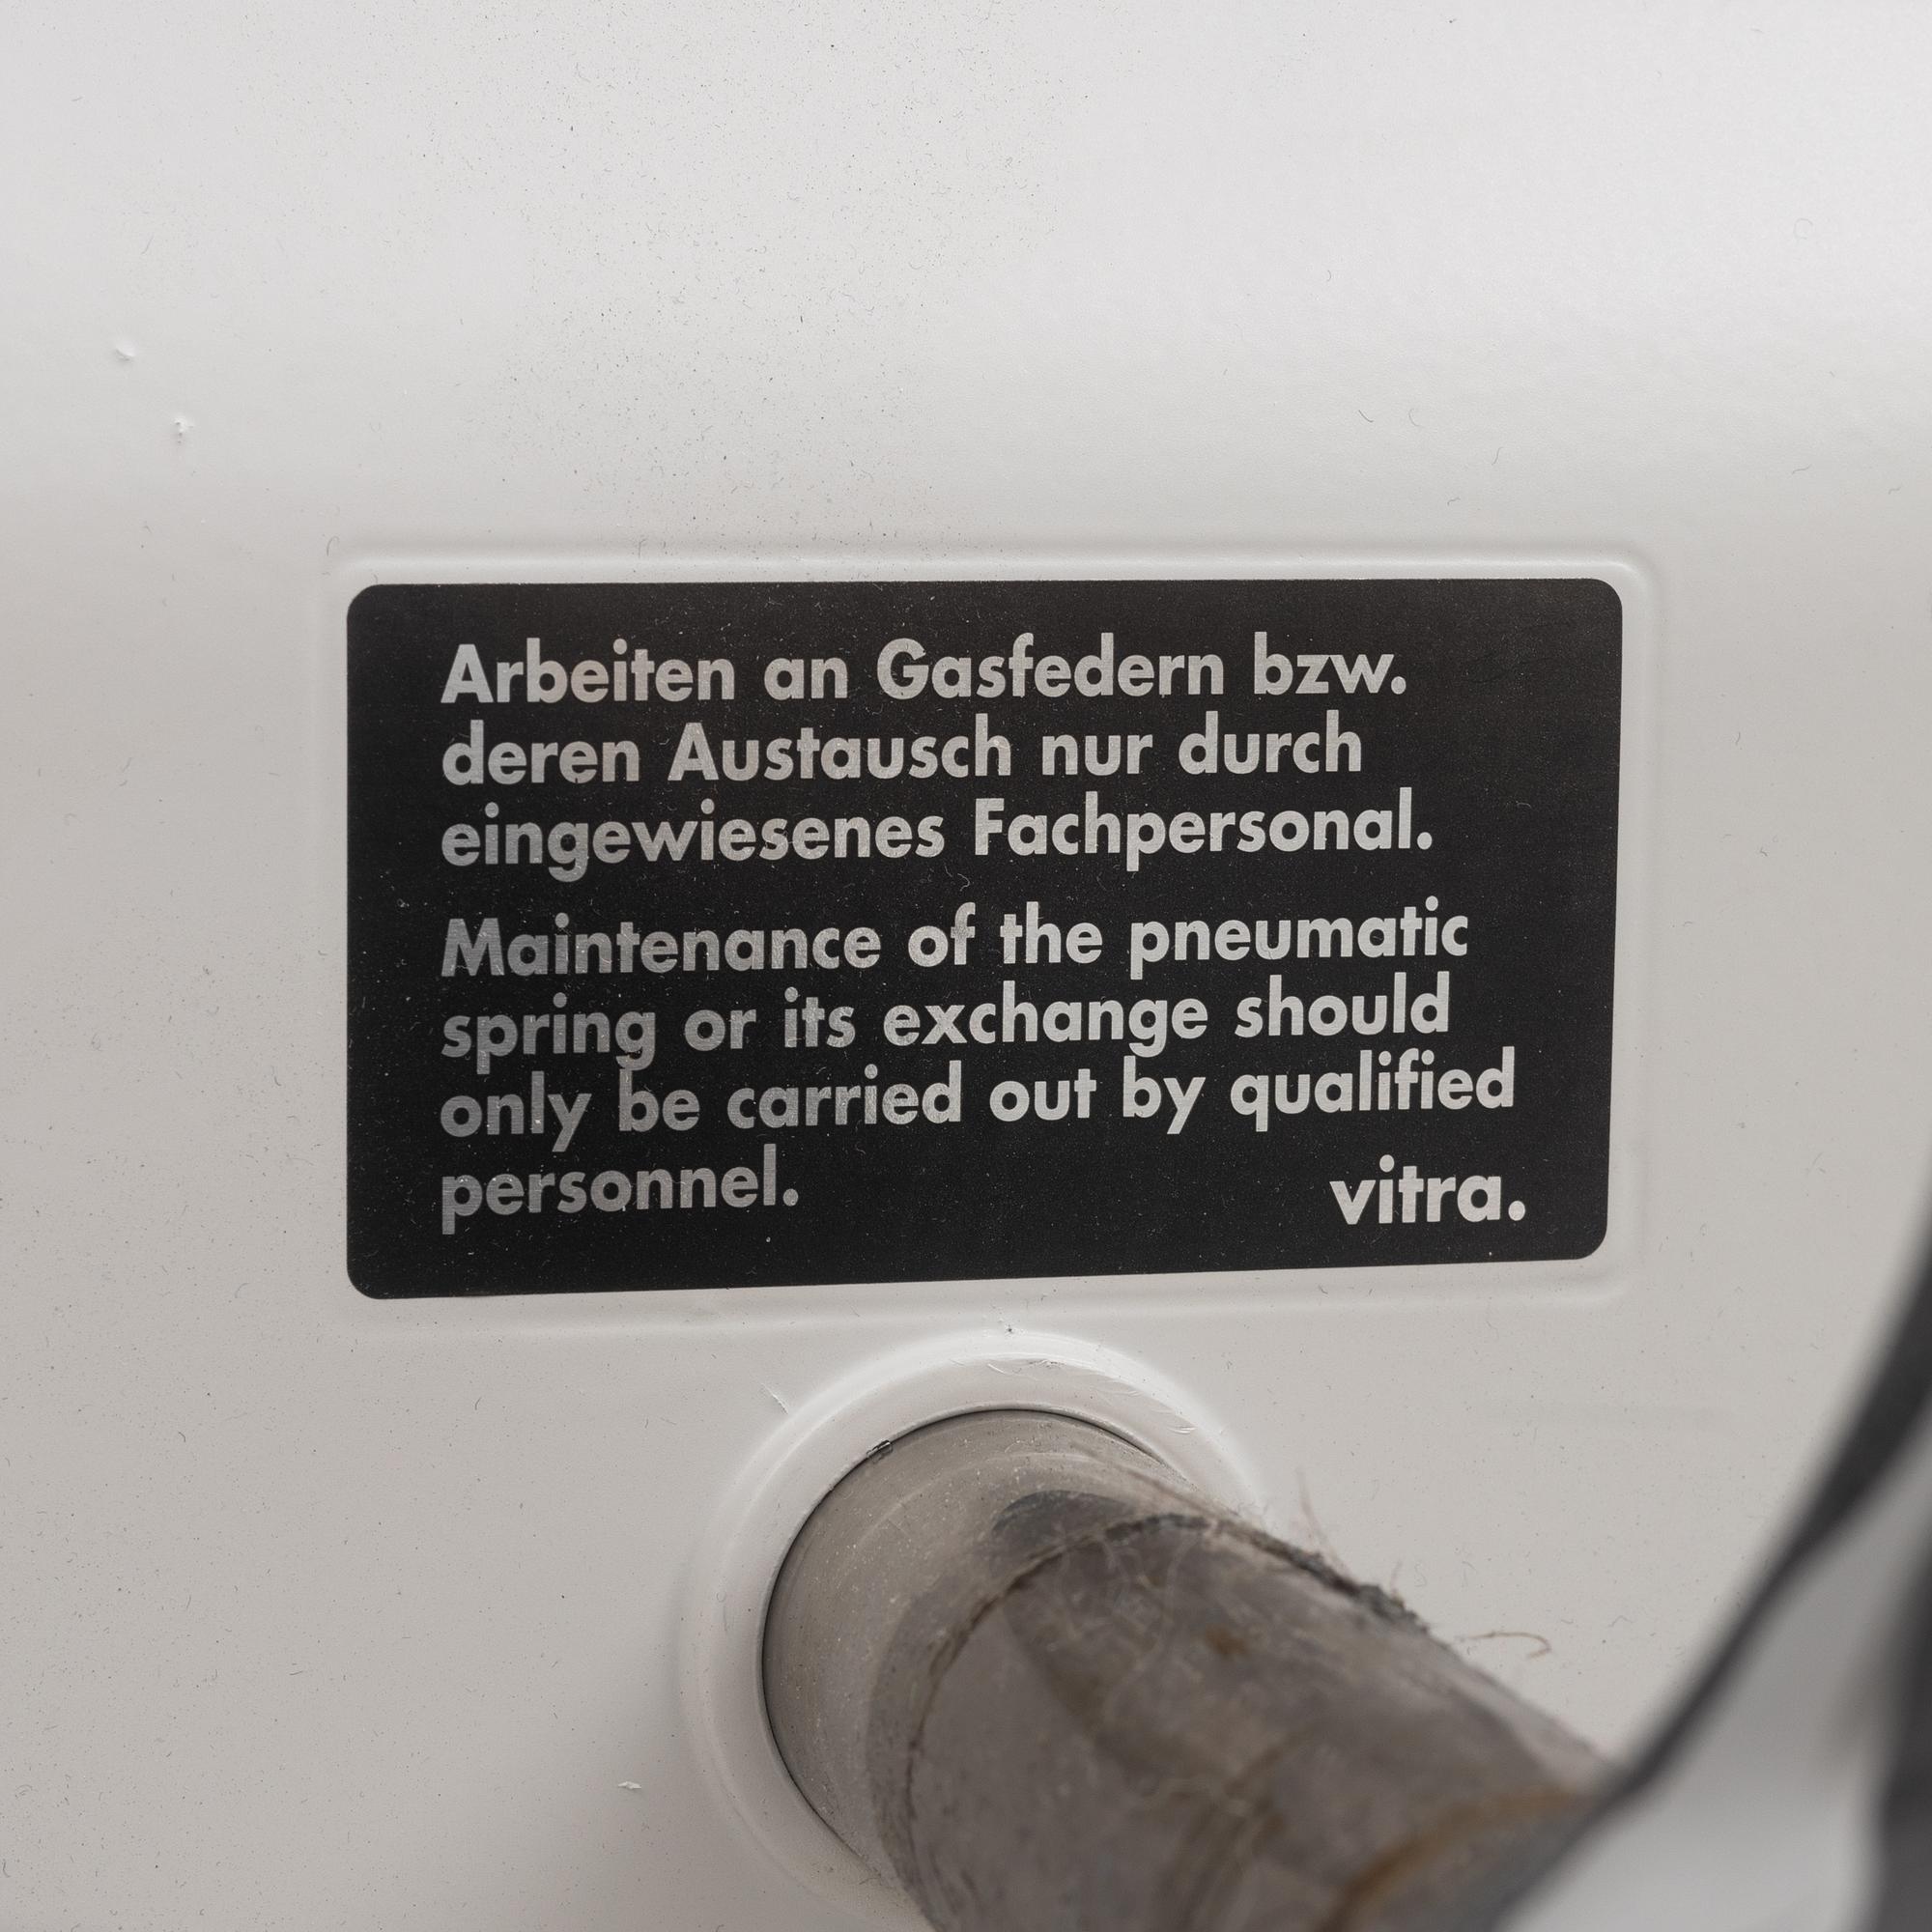 Arbeiten an Gasfedern bzw.
deren Austausch nur durch
eingewiesenes Fachpersonal.
Maintenance of the pneumatic
spring or its exchange should
only be carried out by qualified
personnel.
vitra.